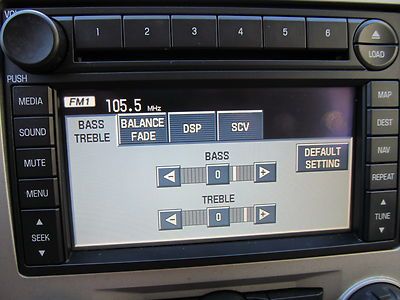 VOL
1 2 3 4 5 6
LOAD
PUSH
FM1 105.5 MHz
MEDIA
SOUND
MUTE
MENU
SEEK
BASS
TREBLE
BALANCE
FADE
DSP
SCV
BASS
0
TREBLE
0
DEFAULT
SETTING
MAP
DEST
NAV
REPEAT
TUNE